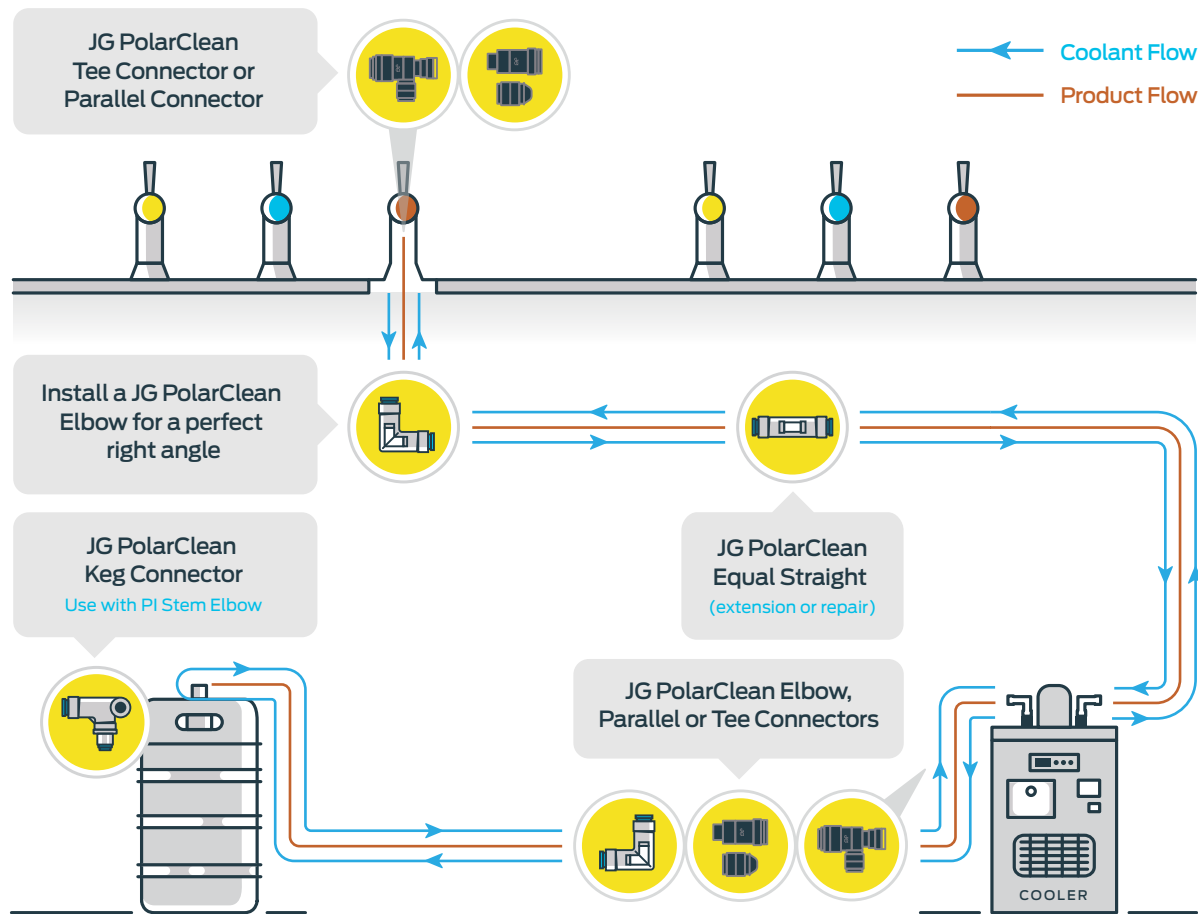 JG PolarClean
Tee Connector or
Parallel Connector
Coolant Flow
Product Flow
Install a JG PolarClean
Elbow for a perfect
right angle
JG PolarClean
Keg Connector
Use with PI Stem Elbow
JG PolarClean
Equal Straight
(extension or repair)
JG PolarClean Elbow,
Parallel or Tee Connectors
COOLER